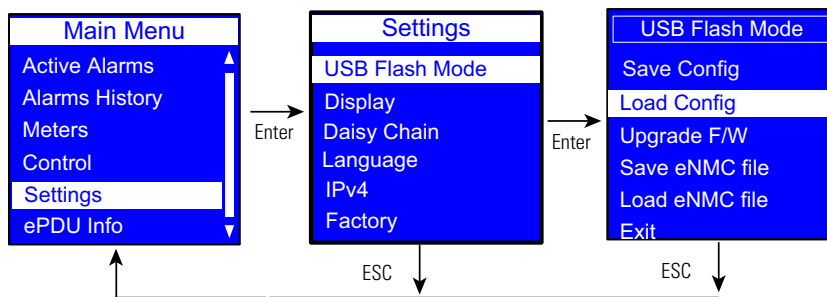 Main Menu
Active Alarms
Alarms History
Meters
Control
Settings
ePDU Info
Enter
Settings
USB Flash Mode
Display
Daisy Chain
Language
IPv4
Factory
Enter
USB Flash Mode
Save Config
Load Config
Upgrade F/W
Save eNMC file
Load eNMC file
Exit
ESC
ESC